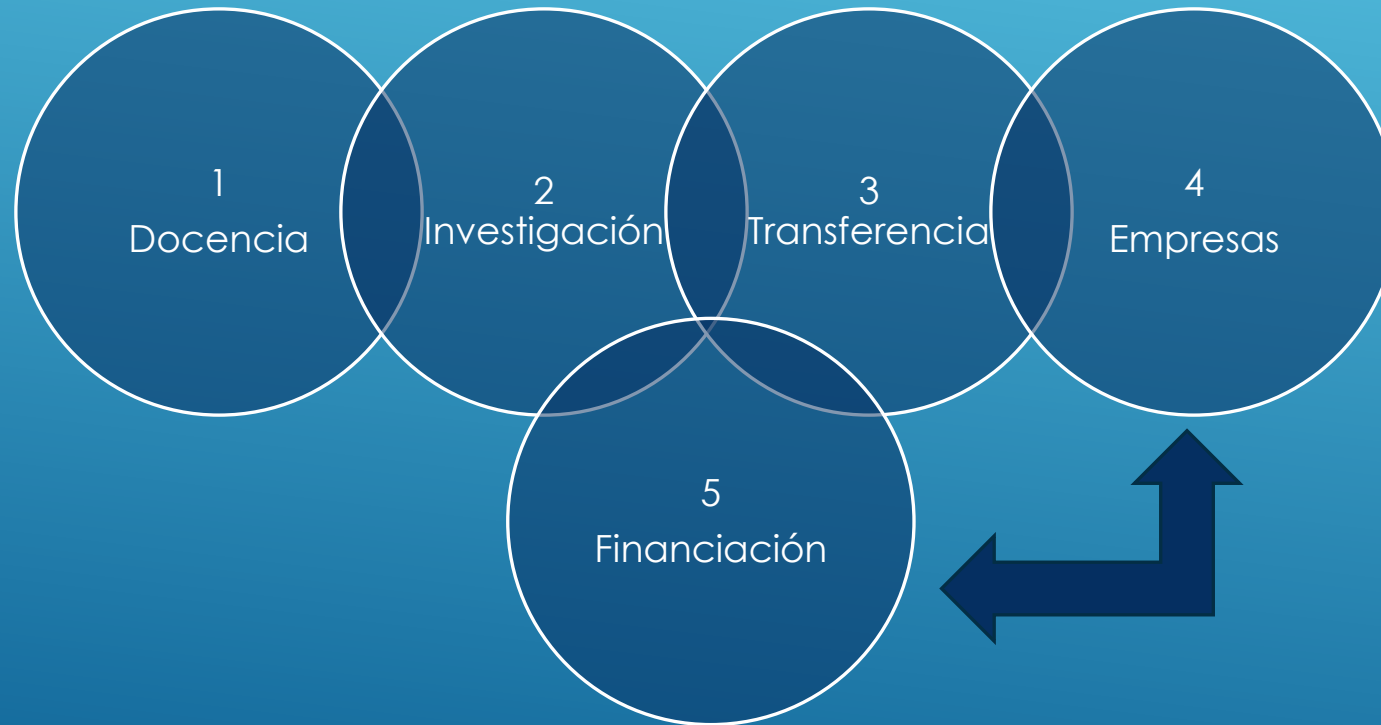 1
Docencia
2
Investigación
3
Transferencia
4
Empresas
5
Financiación